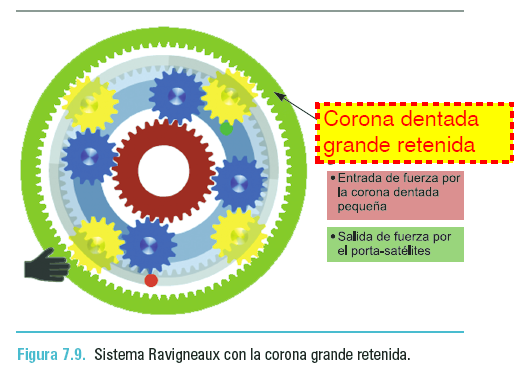 Corona dentada
grande retenida
• Entrada de fuerza por
la corona dentada
pequeña
• Salida de fuerza por
el porta-satélites
Figura 7.9. Sistema Ravigneaux con la corona grande retenida.